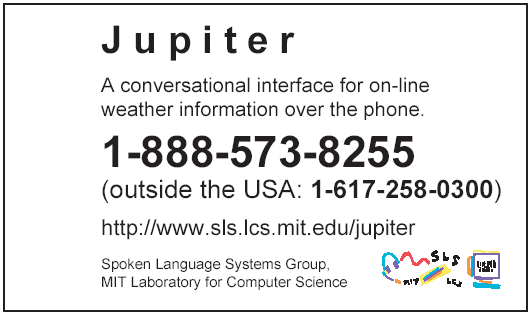 Jupiter
A conversational interface for on-line
weather information over the phone.
1-888-573-8255
(outside the USA: 1-617-258-0300)
http://www.sls.lcs.mit.edu/jupiter
Spoken Language Systems Group,
MIT Laboratory for Computer Science
SLS
MIT LCS